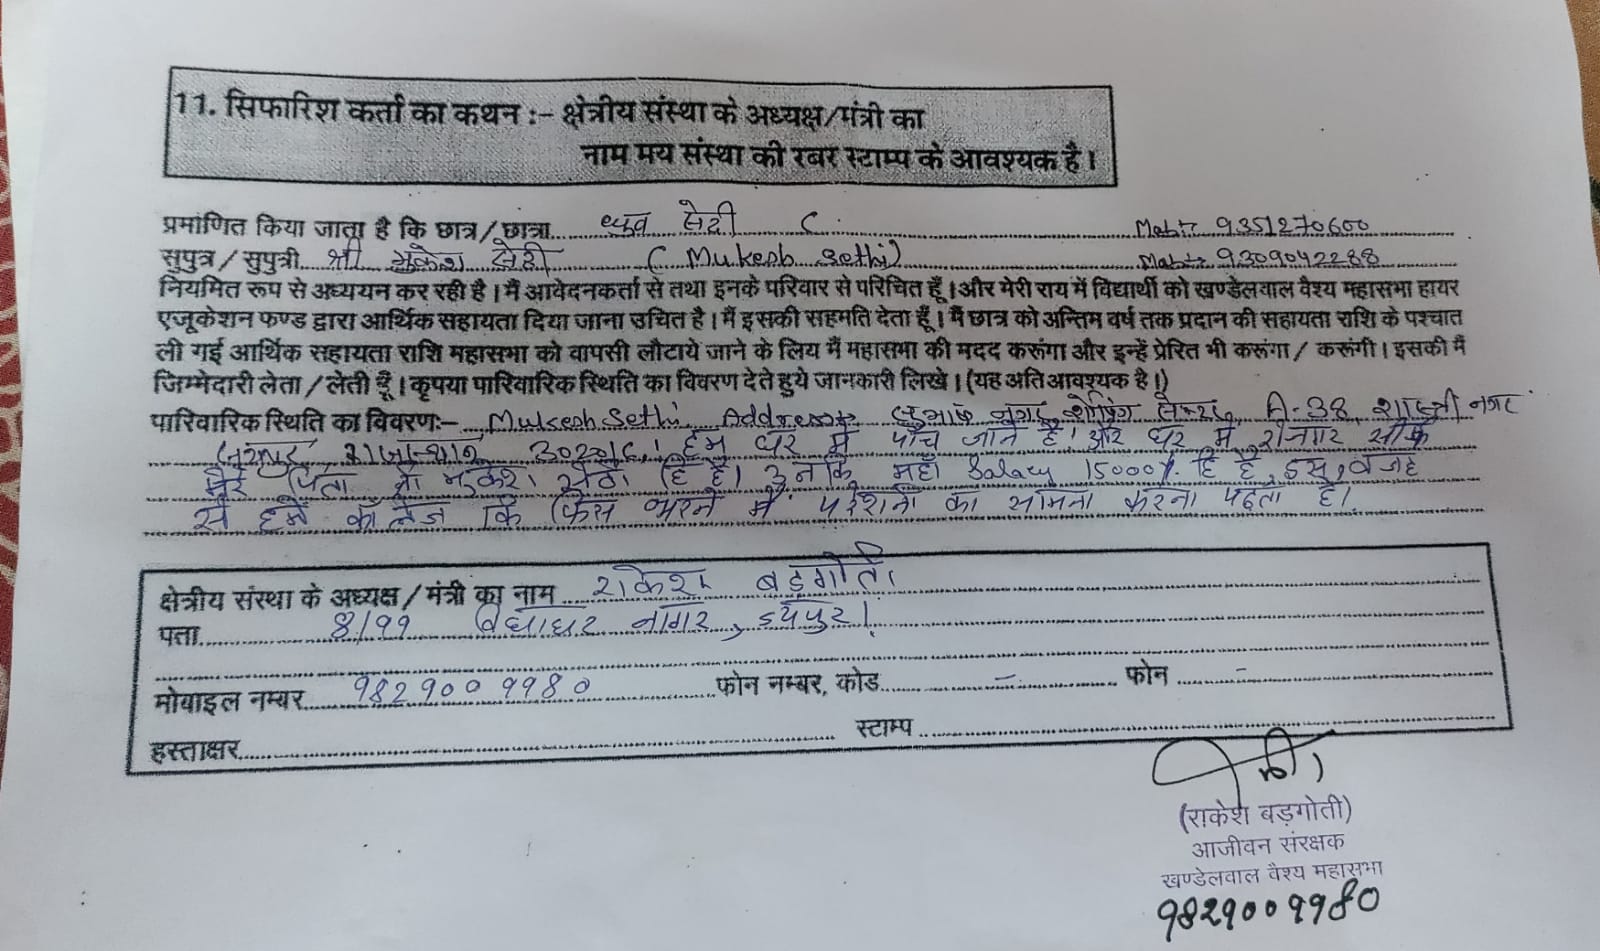 11. सिफारिश कर्ता का कथन :– क्षेत्रीय संस्था के अध्यक्ष/मंत्री का
नाम मय संस्था की रबर स्टाम्प के आवश्यक है।
प्रमांणित किया जाता है कि छात्र/छात्रा सेठी ( Mob:- 9351270600
सुपुत्र/सुपुत्री श्री मुकेश सेठी ( Mukesh Sethi) Mob:- 9309042288
नियमित रूप से अध्ययन कर रही है। मैं आवेदनकर्ता से तथा इनके परिवार से परिचित हूँ। और मेरी राय में विद्यार्थी को खण्डेलवाल वैश्य महासभा हायर
एजूकेशन फण्ड द्वारा आर्थिक सहायता दिया जाना उचित है। मैं इसकी सहमति देता हूँ। मैं छात्र को अन्तिम वर्ष तक प्रदान की सहायता राशि के पश्चात
ली गई आर्थिक सहायता राशि महासभा को वापसी लौटाये जाने के लिय मैं महासभा की मदद करूंगा और इन्हें प्रेरित भी करूंगा/ करूंगी। इसकी मैं
जिम्मेदारी लेता/लेती हूँ। कृपया पारिवारिक स्थिति का विवरण देते हुये जानकारी लिखे। (यह अति आवश्यक है।)
पारिवारिक स्थिति का विवरण:– Mukesh Sethi Address:- सुभाष नगर शोपिंग सेन्टर, A-38 शास्त्री नगर
जयपुर राजस्थान 302016। हम घर में पाँच जाने है। और घर में रोजगार सीर्फ
मेरे पिता श्री मुकेश सेठी हि है। उनकि महाँ Salary 15000/- हि है, इस वजह
से हमें कॉलेज कि फिस भरने में परेशानी का सामना करना पड़ता है।
क्षेत्रीय संस्था के अध्यक्ष/मंत्री का नाम राकेश बड़गोती
पता 8/99 विद्याधर नागर, जयपुर।
मोबाइल नम्बर 9829009980 फोन नम्बर, कोड – फोन –
हस्ताक्षर स्टाम्प
(राकेश बड़गोती)
आजीवन संरक्षक
खण्डेलवाल वैश्य महासभा
9829009980